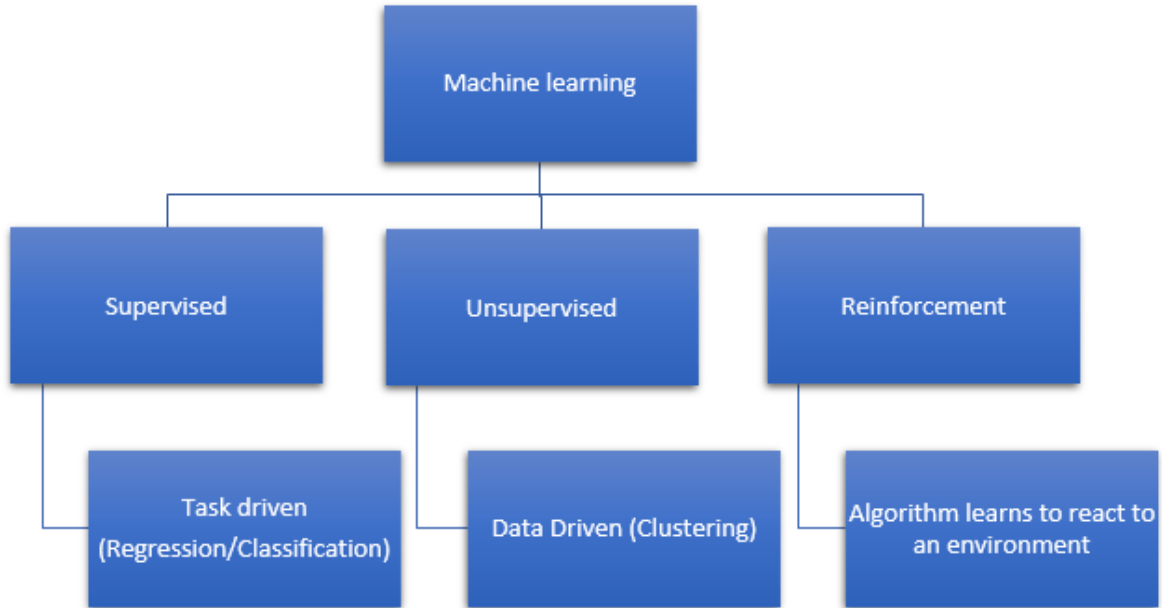 Machine learning
Supervised
Unsupervised
Reinforcement
Task driven
(Regression/Classification)
Data Driven (Clustering)
Algorithm learns to react to
an environment